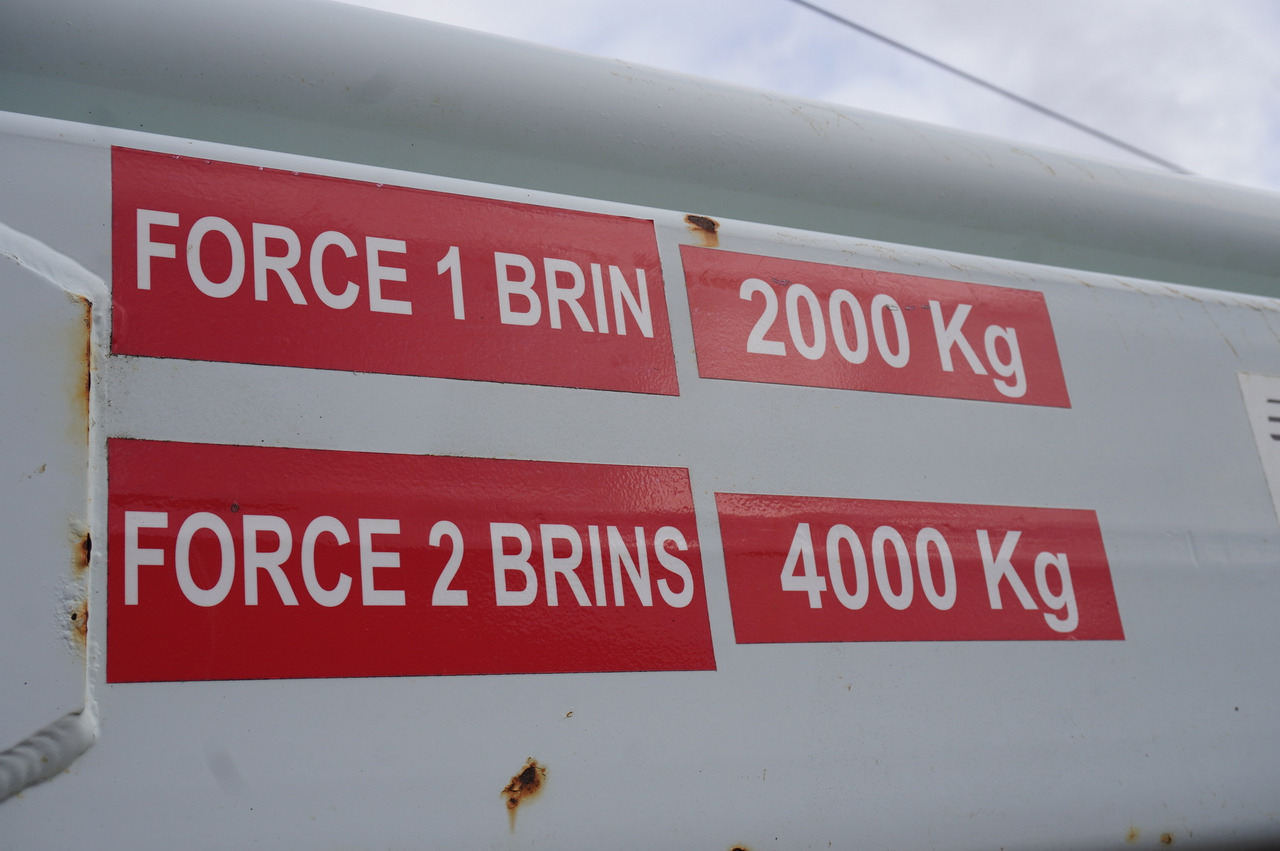 FORCE 1 BRIN 2000 Kg
FORCE 2 BRINS 4000 Kg